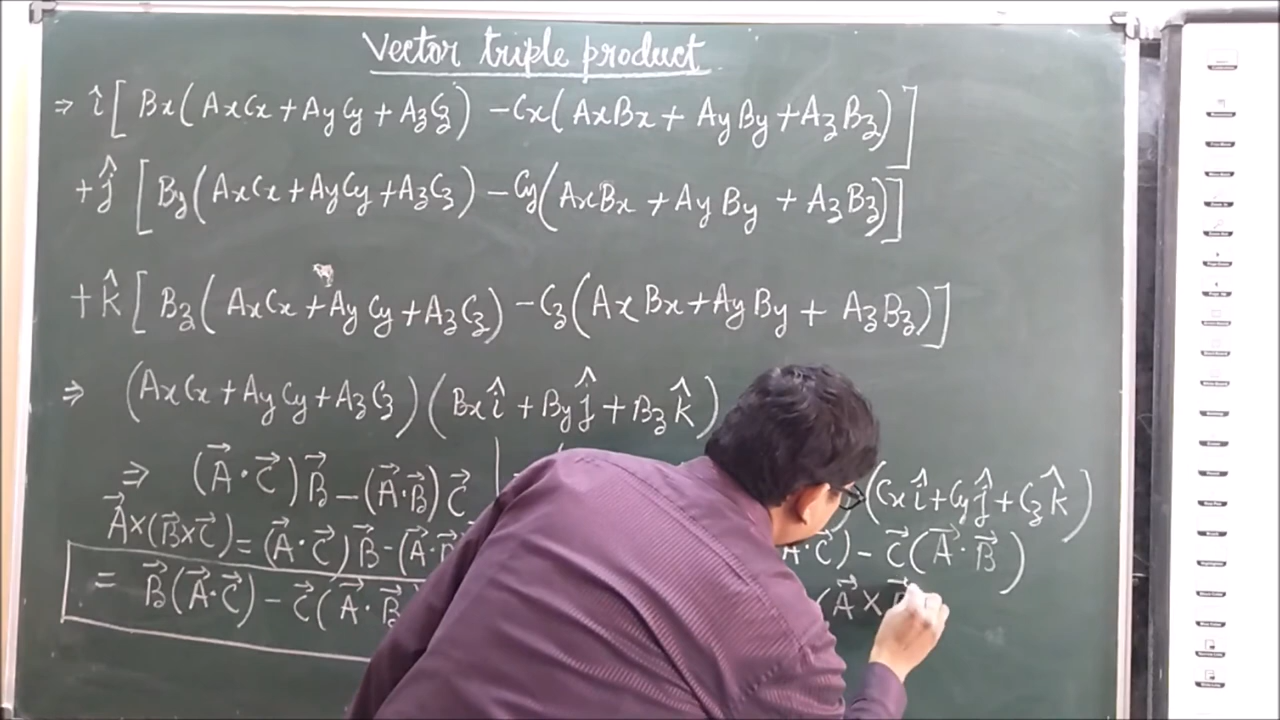 Vector triple product
⇒ î [ Bx ( AxCx + AyCy + AzCz ) − Cx ( AxBx + AyBy + AzBz ) ]
+ ĵ [ By ( AxCx + AyCy + AzCz ) − Cy ( AxBx + AyBy + AzBz ) ]
+ k̂ [ Bz ( AxCx + AyCy + AzCz ) − Cz ( AxBx + AyBy + AzBz ) ]
⇒ ( AxCx + AyCy + AzCz ) ( Bx î + By ĵ + Bz k̂ )
( Cx î + Cy ĵ + Cz k̂ )
⇒ ( A⃗ · C⃗ ) B⃗ − ( A⃗ · B⃗ ) C⃗
A⃗ × ( B⃗ × C⃗ ) = ( A⃗ · C⃗ ) B⃗ − ( A⃗ ·
· C⃗ ) − C⃗ ( A⃗ · B⃗ )
= B⃗ ( A⃗ · C⃗ ) − C⃗ ( A⃗ · B⃗
( A⃗ ×